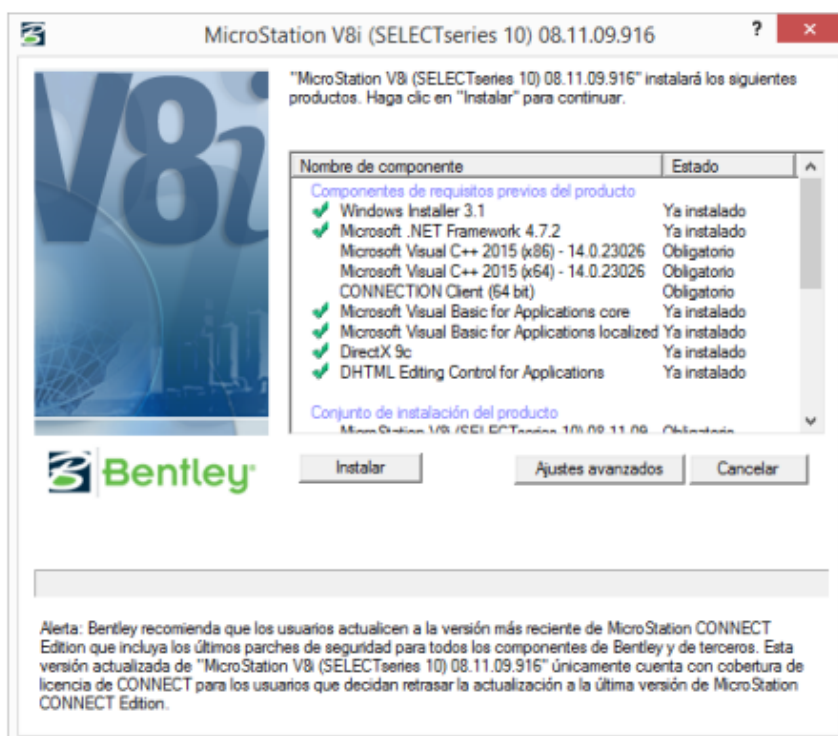 MicroStation V8i (SELECTseries 10) 08.11.09.916
?
V8i
"MicroStation V8i (SELECTseries 10) 08.11.09.916" instalará los siguientes
productos. Haga clic en "Instalar" para continuar.
Nombre de componente Estado
Componentes de requisitos previos del producto
Windows Installer 3.1 Ya instalado
Microsoft .NET Framework 4.7.2 Ya instalado
Microsoft Visual C++ 2015 (x86) - 14.0.23026 Obligatorio
Microsoft Visual C++ 2015 (x64) - 14.0.23026 Obligatorio
CONNECTION Client (64 bit) Obligatorio
Microsoft Visual Basic for Applications core Ya instalado
Microsoft Visual Basic for Applications localized Ya instalado
DirectX 9c Ya instalado
DHTML Editing Control for Applications Ya instalado
Conjunto de instalación del producto
MicroStation V8i (SELECTseries 10) 08.11.09 Obligatorio
Bentley
Instalar Ajustes avanzados Cancelar
Alerta: Bentley recomienda que los usuarios actualicen a la versión más reciente de MicroStation CONNECT
Edition que incluya los últimos parches de seguridad para todos los componentes de Bentley y de terceros. Esta
versión actualizada de "MicroStation V8i (SELECTseries 10) 08.11.09.916" únicamente cuenta con cobertura de
licencia de CONNECT para los usuarios que decidan retrasar la actualización a la última versión de MicroStation
CONNECT Edition.